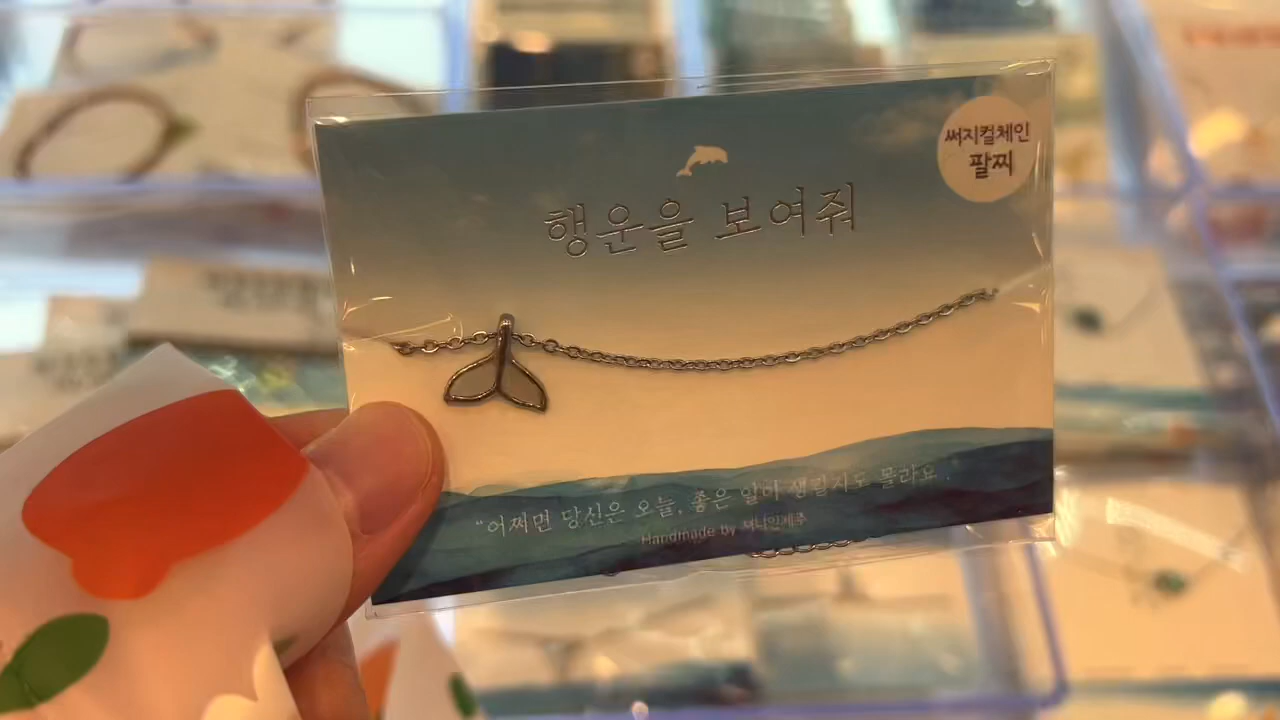 써지컬체인
팔찌
행운을 보여줘
"어쩌면 당신은 오늘, 좋은 일이 생길지도 몰라요
Handmade by